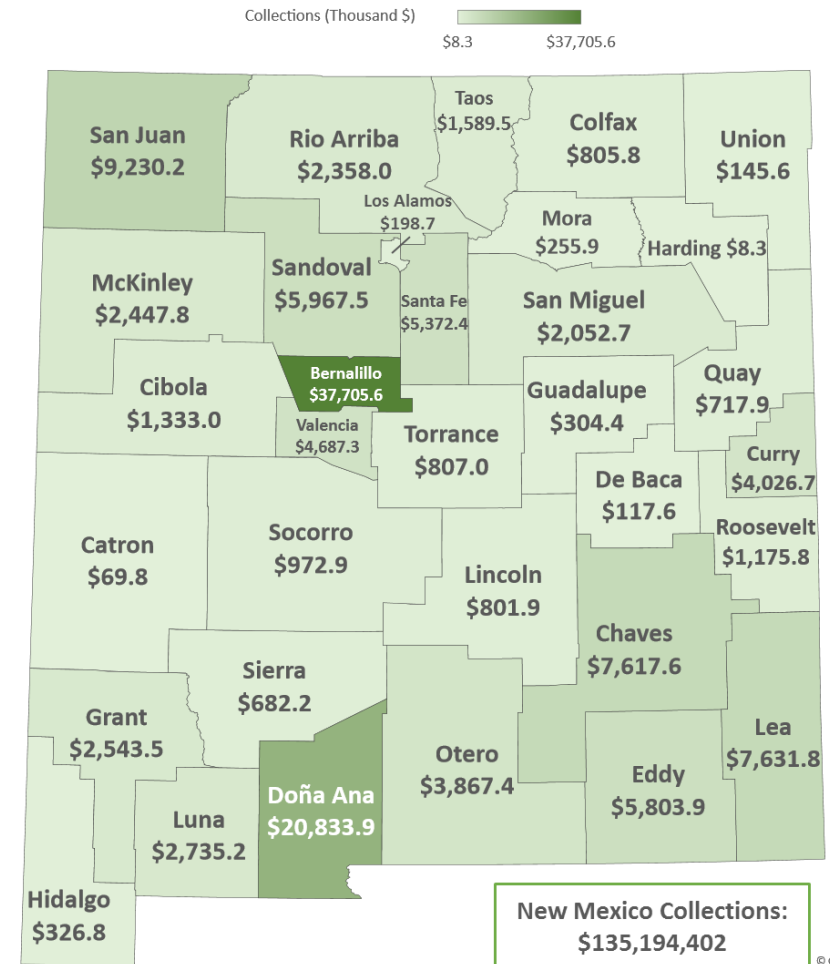 Collections (Thousand $)
$8.3
$37,705.6
San Juan
$9,230.2
Rio Arriba
$2,358.0
Taos
$1,589.5
Colfax
$805.8
Union
$145.6
Los Alamos
$198.7
Mora
$255.9
Harding $8.3
McKinley
$2,447.8
Sandoval
$5,967.5
Santa Fe
$5,372.4
San Miguel
$2,052.7
Cibola
$1,333.0
Bernalillo
$37,705.6
Valencia
$4,687.3
Torrance
$807.0
Guadalupe
$304.4
Quay
$717.9
Curry
$4,026.7
De Baca
$117.6
Roosevelt
$1,175.8
Catron
$69.8
Socorro
$972.9
Lincoln
$801.9
Chaves
$7,617.6
Sierra
$682.2
Grant
$2,543.5
Doña Ana
$20,833.9
Otero
$3,867.4
Eddy
$5,803.9
Lea
$7,631.8
Luna
$2,735.2
Hidalgo
$326.8
New Mexico Collections:
$135,194,402
©